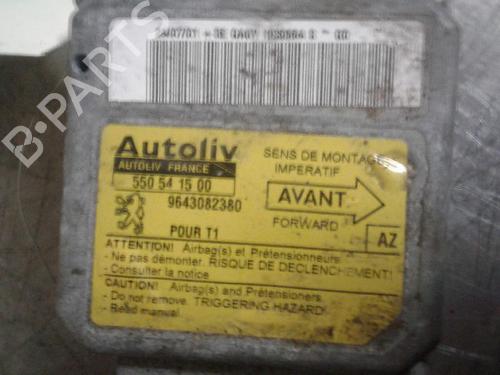 B-PARTS
Autoliv
AUTOLIV FRANCE
550 54 15 00
9643082380
POUR T1
SENS DE MONTAGE
IMPERATIF
AVANT
FORWARD
AZ
ATTENTION! Airbag(s) et Prétensionneurs
- Ne pas démonter. RISQUE DE DECLENCHEMENT!
- Consulter la notice
CAUTION! Airbag(s) and Pretensioners
- Do not remove. TRIGGERING HAZARD!
- Read manual.